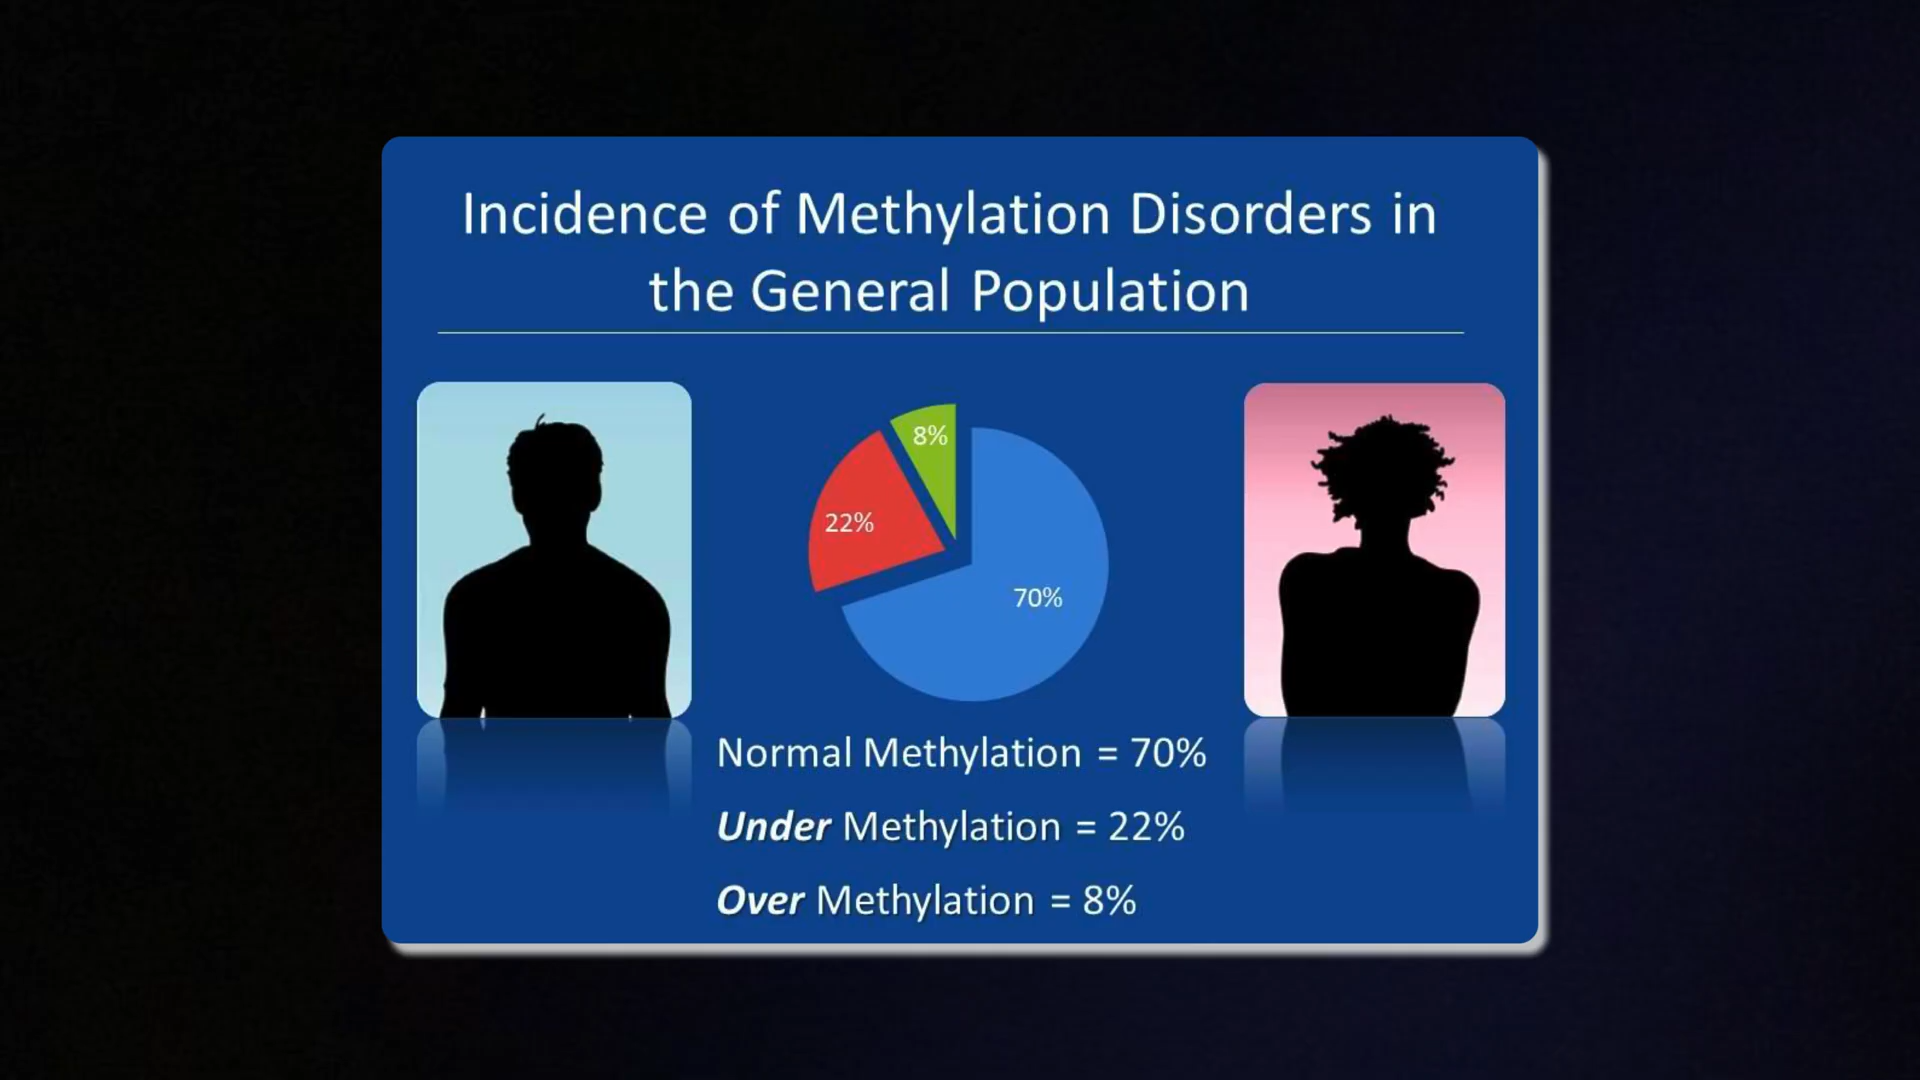 Incidence of Methylation Disorders in
the General Population
8%
22%
70%
Normal Methylation = 70%
Under Methylation = 22%
Over Methylation = 8%